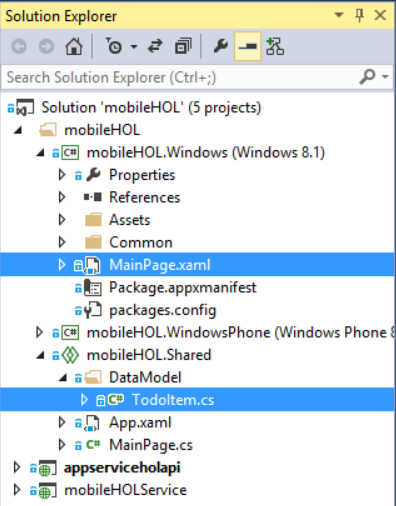 Solution Explorer
Search Solution Explorer (Ctrl+;)
Solution 'mobileHOL' (5 projects)
mobileHOL
C# mobileHOL.Windows (Windows 8.1)
Properties
References
Assets
Common
MainPage.xaml
Package.appxmanifest
packages.config
C# mobileHOL.WindowsPhone (Windows Phone 8
mobileHOL.Shared
DataModel
C# TodoItem.cs
App.xaml
C# MainPage.cs
appserviceholapi
mobileHOLService